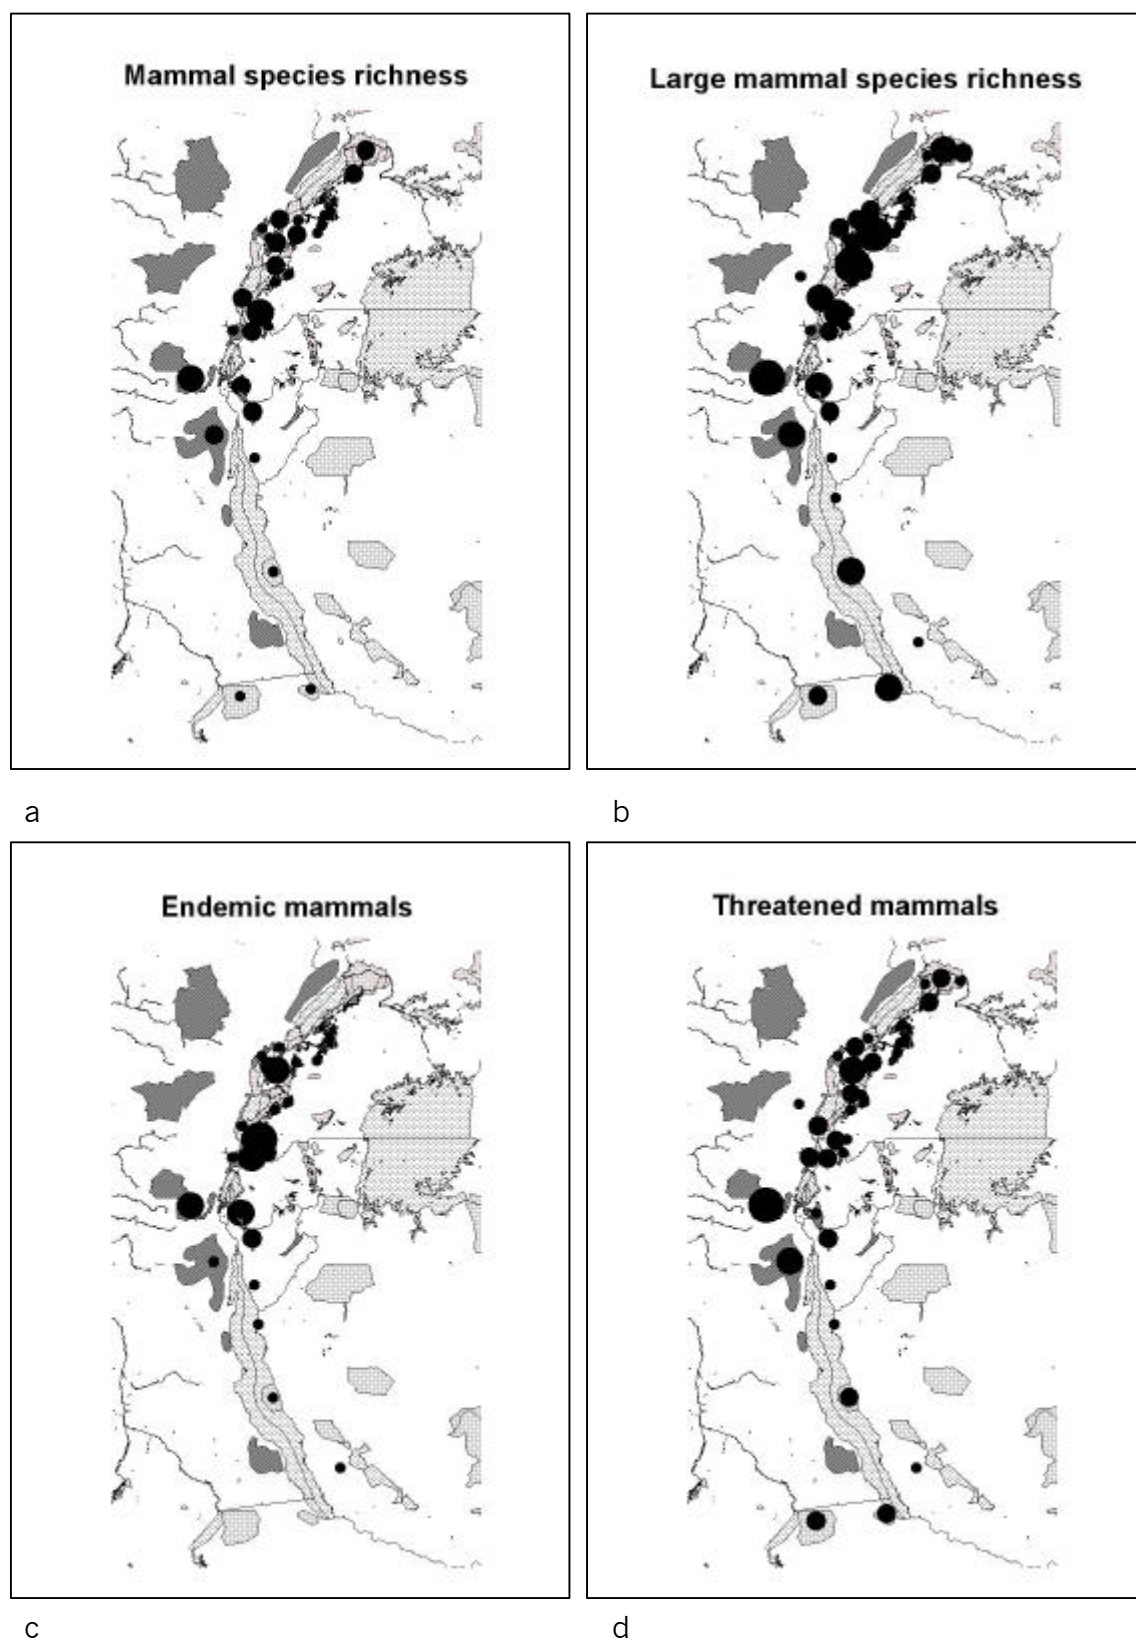 Mammal species richness
Large mammal species richness
a
b
Endemic mammals
Threatened mammals
c
d